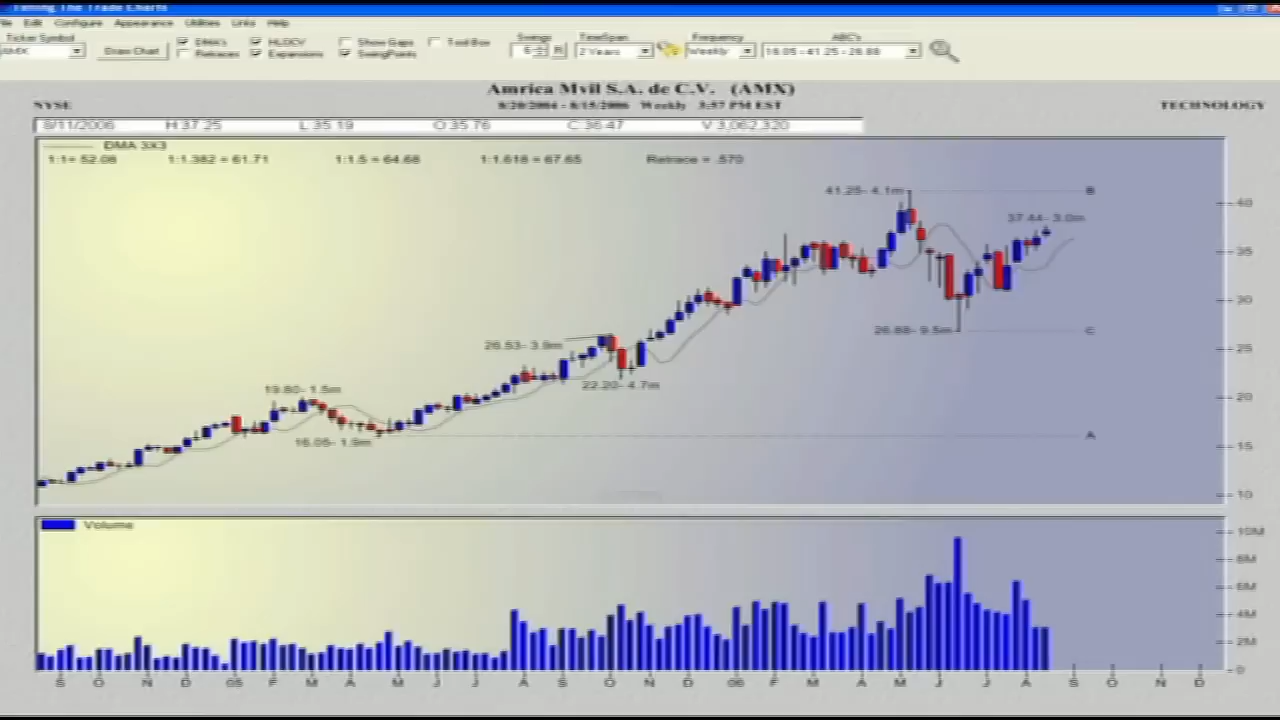 Timing The Trade Charts
File Edit Configure Appearance Utilities Links Help
Ticker Symbol Swings TimeSpan Frequency ABC's
AMX Draw Chart DMA's HLOCV Show Gaps Tool Box 5 R 2 Years Weekly 16.05 - 41.25 - 26.88
Retraces Expansions SwingPoints
Amrica Mvil S.A. de C.V. (AMX)
NYSE 8/20/2004 - 8/15/2006 Weekly 3:57 PM EST TECHNOLOGY
8/11/2006 H 37.25 L 35.19 O 35.76 C 36.47 V 3,062,320
DMA 3X3
1:1= 52.08 1:1.382 = 61.71 1:1.5 = 64.68 1:1.618 = 67.65 Retrace = .570
41.25- 4.1m B
40
37.44- 3.0m
35
30
26.88- 9.5m C
26.53- 3.9m 25
22.20- 4.7m
19.80- 1.5m 20
16.05- 1.9m A
15
10
Volume
10M
8M
6M
4M
2M
0
S O N D 05 F M A M J J A S O N D 06 F M A M J J A S O N D